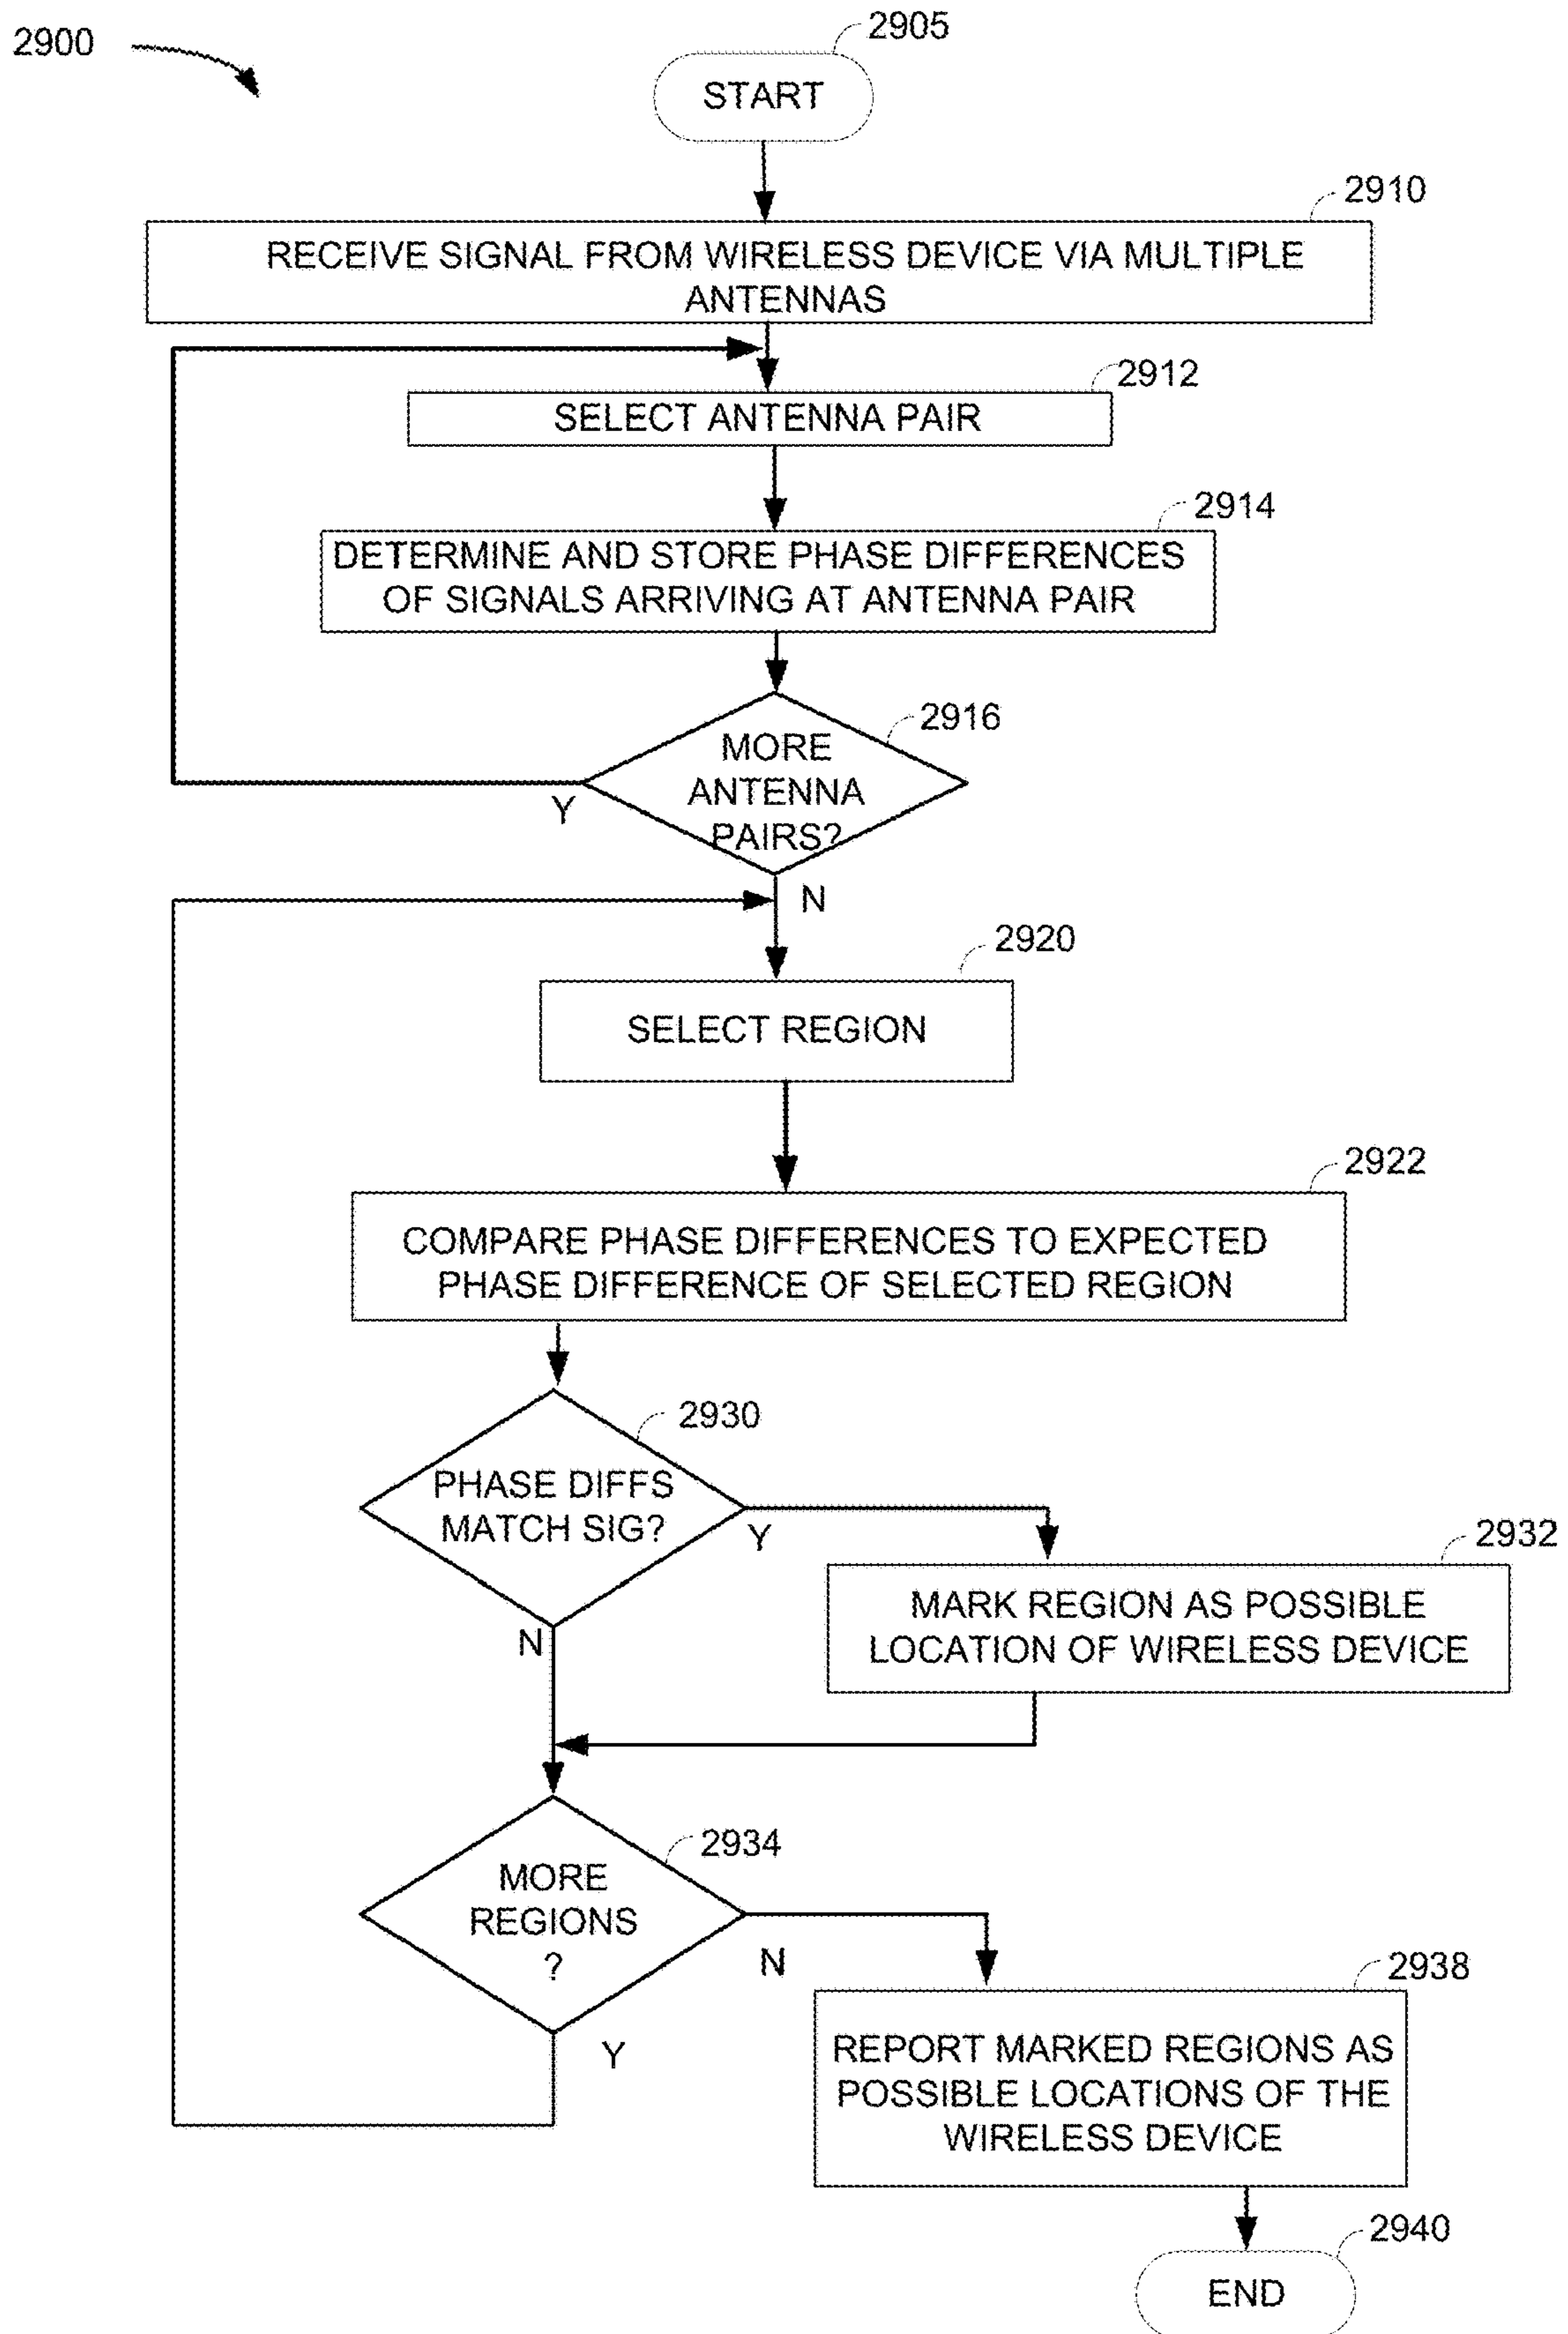 2900
2905
START
2910
RECEIVE SIGNAL FROM WIRELESS DEVICE VIA MULTIPLE
ANTENNAS
2912
SELECT ANTENNA PAIR
2914
DETERMINE AND STORE PHASE DIFFERENCES
OF SIGNALS ARRIVING AT ANTENNA PAIR
2916
MORE
ANTENNA
PAIRS?
Y
N
2920
SELECT REGION
2922
COMPARE PHASE DIFFERENCES TO EXPECTED
PHASE DIFFERENCE OF SELECTED REGION
2930
PHASE DIFFS
MATCH SIG?
Y
N
2932
MARK REGION AS POSSIBLE
LOCATION OF WIRELESS DEVICE
2934
MORE
REGIONS
?
N
Y
2938
REPORT MARKED REGIONS AS
POSSIBLE LOCATIONS OF THE
WIRELESS DEVICE
2940
END